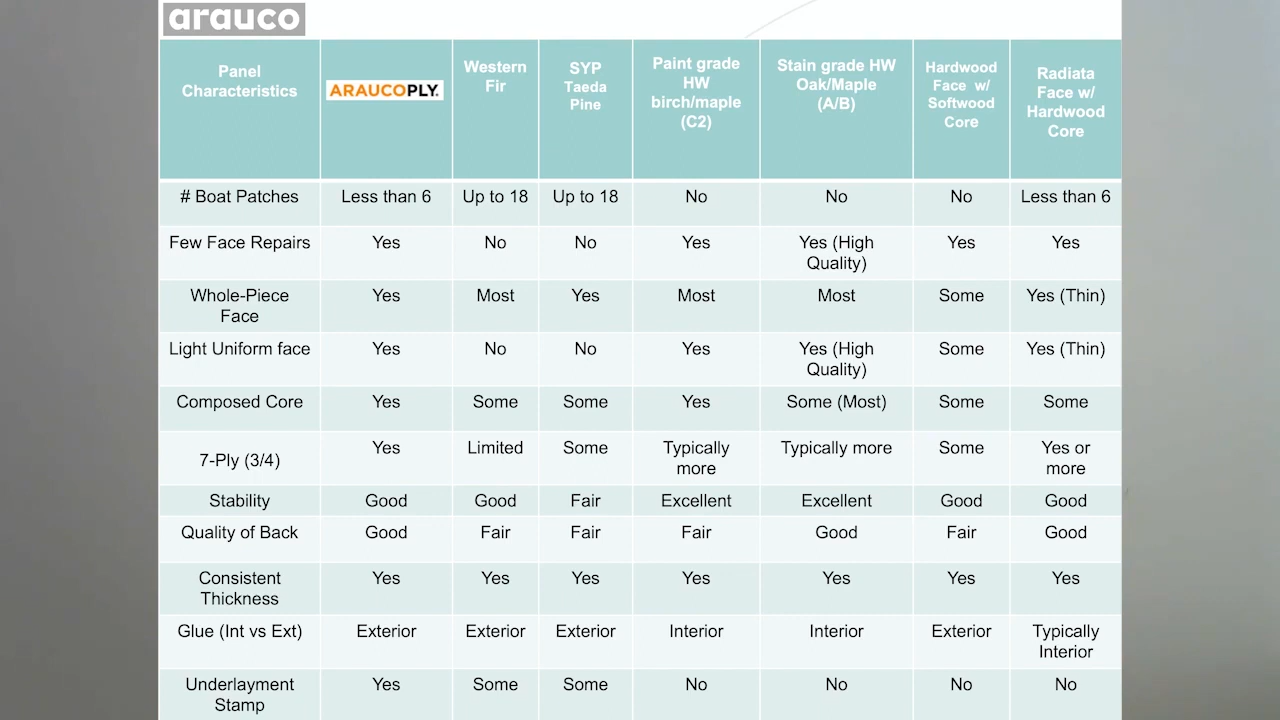 arauco
Panel
Characteristics
ARAUCOPLY.
Western
Fir
SYP
Taeda
Pine
Paint grade
HW
birch/maple
(C2)
Stain grade HW
Oak/Maple
(A/B)
Hardwood
Face w/
Softwood
Core
Radiata
Face w/
Hardwood
Core
# Boat Patches Less than 6 Up to 18 Up to 18 No No No Less than 6
Few Face Repairs Yes No No Yes Yes (High Yes Yes
Quality)
Whole-Piece Yes Most Yes Most Most Some Yes (Thin)
Face
Light Uniform face Yes No No Yes Yes (High Some Yes (Thin)
Quality)
Composed Core Yes Some Some Yes Some (Most) Some Some
7-Ply (3/4) Yes Limited Some Typically Typically more Some Yes or
more more
Stability Good Good Fair Excellent Excellent Good Good
Quality of Back Good Fair Fair Fair Good Fair Good
Consistent Yes Yes Yes Yes Yes Yes Yes
Thickness
Glue (Int vs Ext) Exterior Exterior Exterior Interior Interior Exterior Typically
Interior
Underlayment Yes Some Some No No No No
Stamp